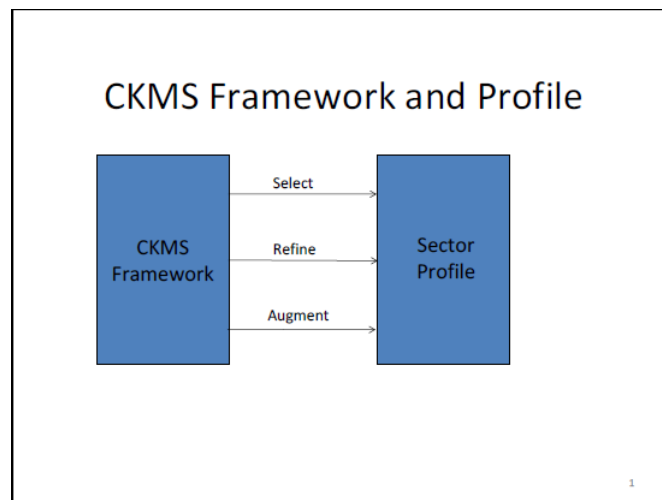 CKMS Framework and Profile
Select
CKMS
Framework
Refine
Sector
Profile
Augment
1